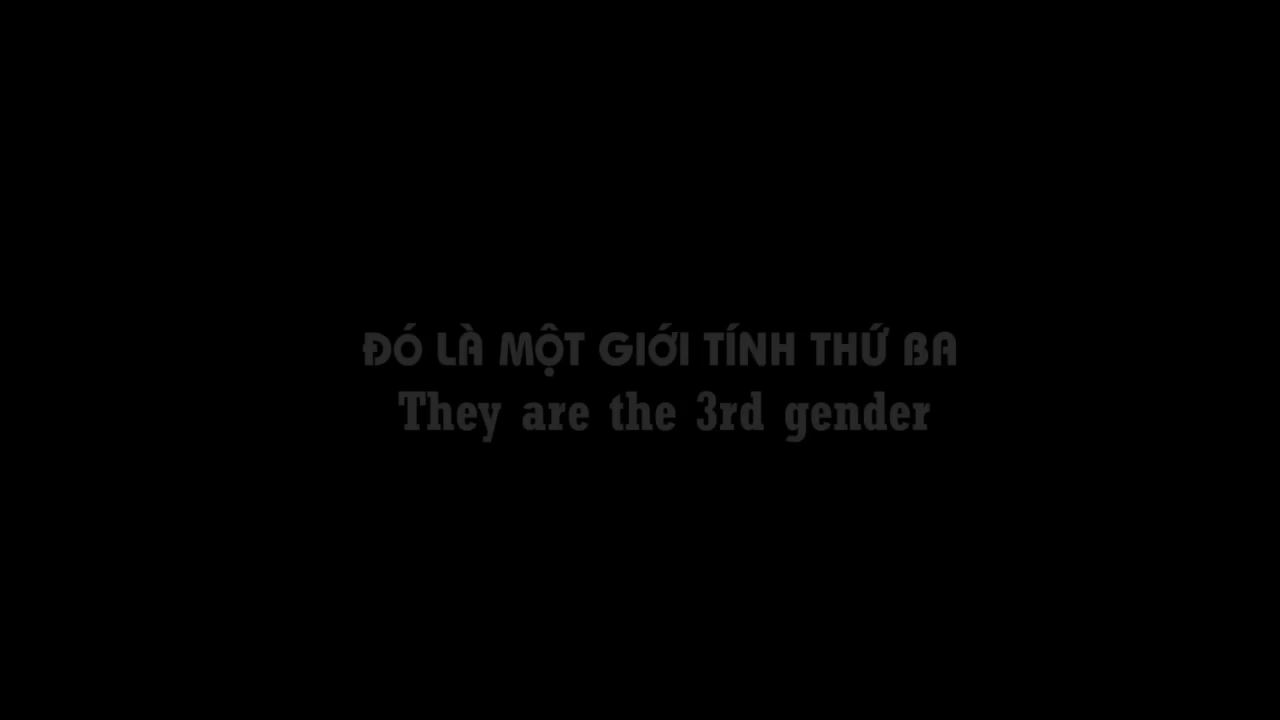 ĐÓ LÀ MỘT GIỚI TÍNH THỨ BA
They are the 3rd gender